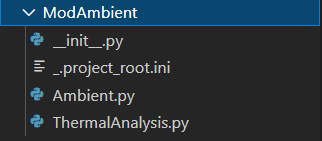 ModAmbient
__init__.py
_.project_root.ini
Ambient.py
ThermalAnalysis.py